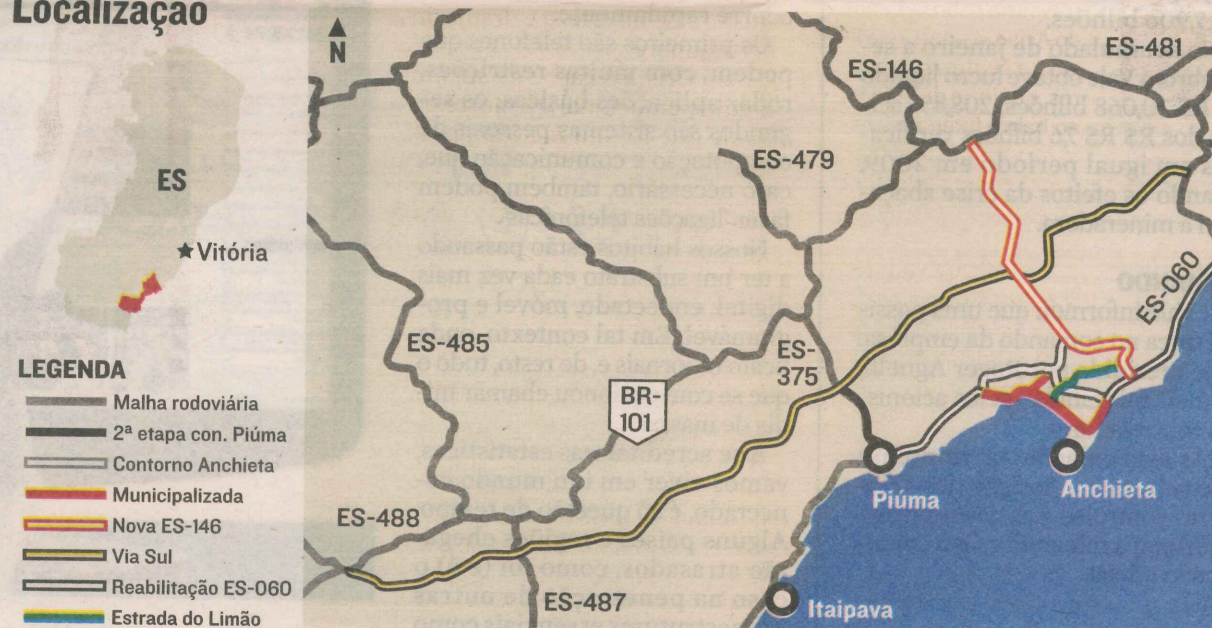 Localização
N
ES
Vitória
LEGENDA
Malha rodoviária
2ª etapa con. Piúma
Contorno Anchieta
Municipalizada
Nova ES-146
Via Sul
Reabilitação ES-060
Estrada do Limão
ES-481
ES-146
ES-479
ES-060
ES-485
ES-
375
BR-
101
Piúma
Anchieta
ES-488
ES-487
Itaipava